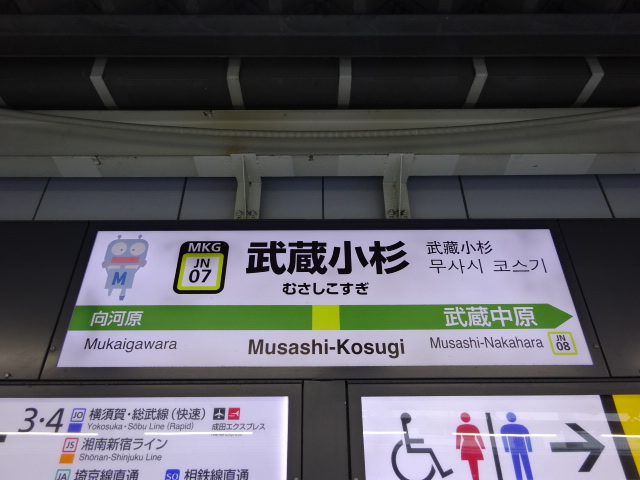 M
MKG
JN
07
武蔵小杉
むさしこすぎ
武蔵小杉
무사시 코스기
向河原
武蔵中原
Mukaigawara
Musashi-Kosugi
Musashi-Nakahara
JN
08
3・4
JO 横須賀・総武線（快速）
Yokosuka・Sōbu Line (Rapid)
成田エクスプレス
JS 湘南新宿ライン
Shōnan-Shinjuku Line
JA 埼京線直通
SO 相鉄線直通